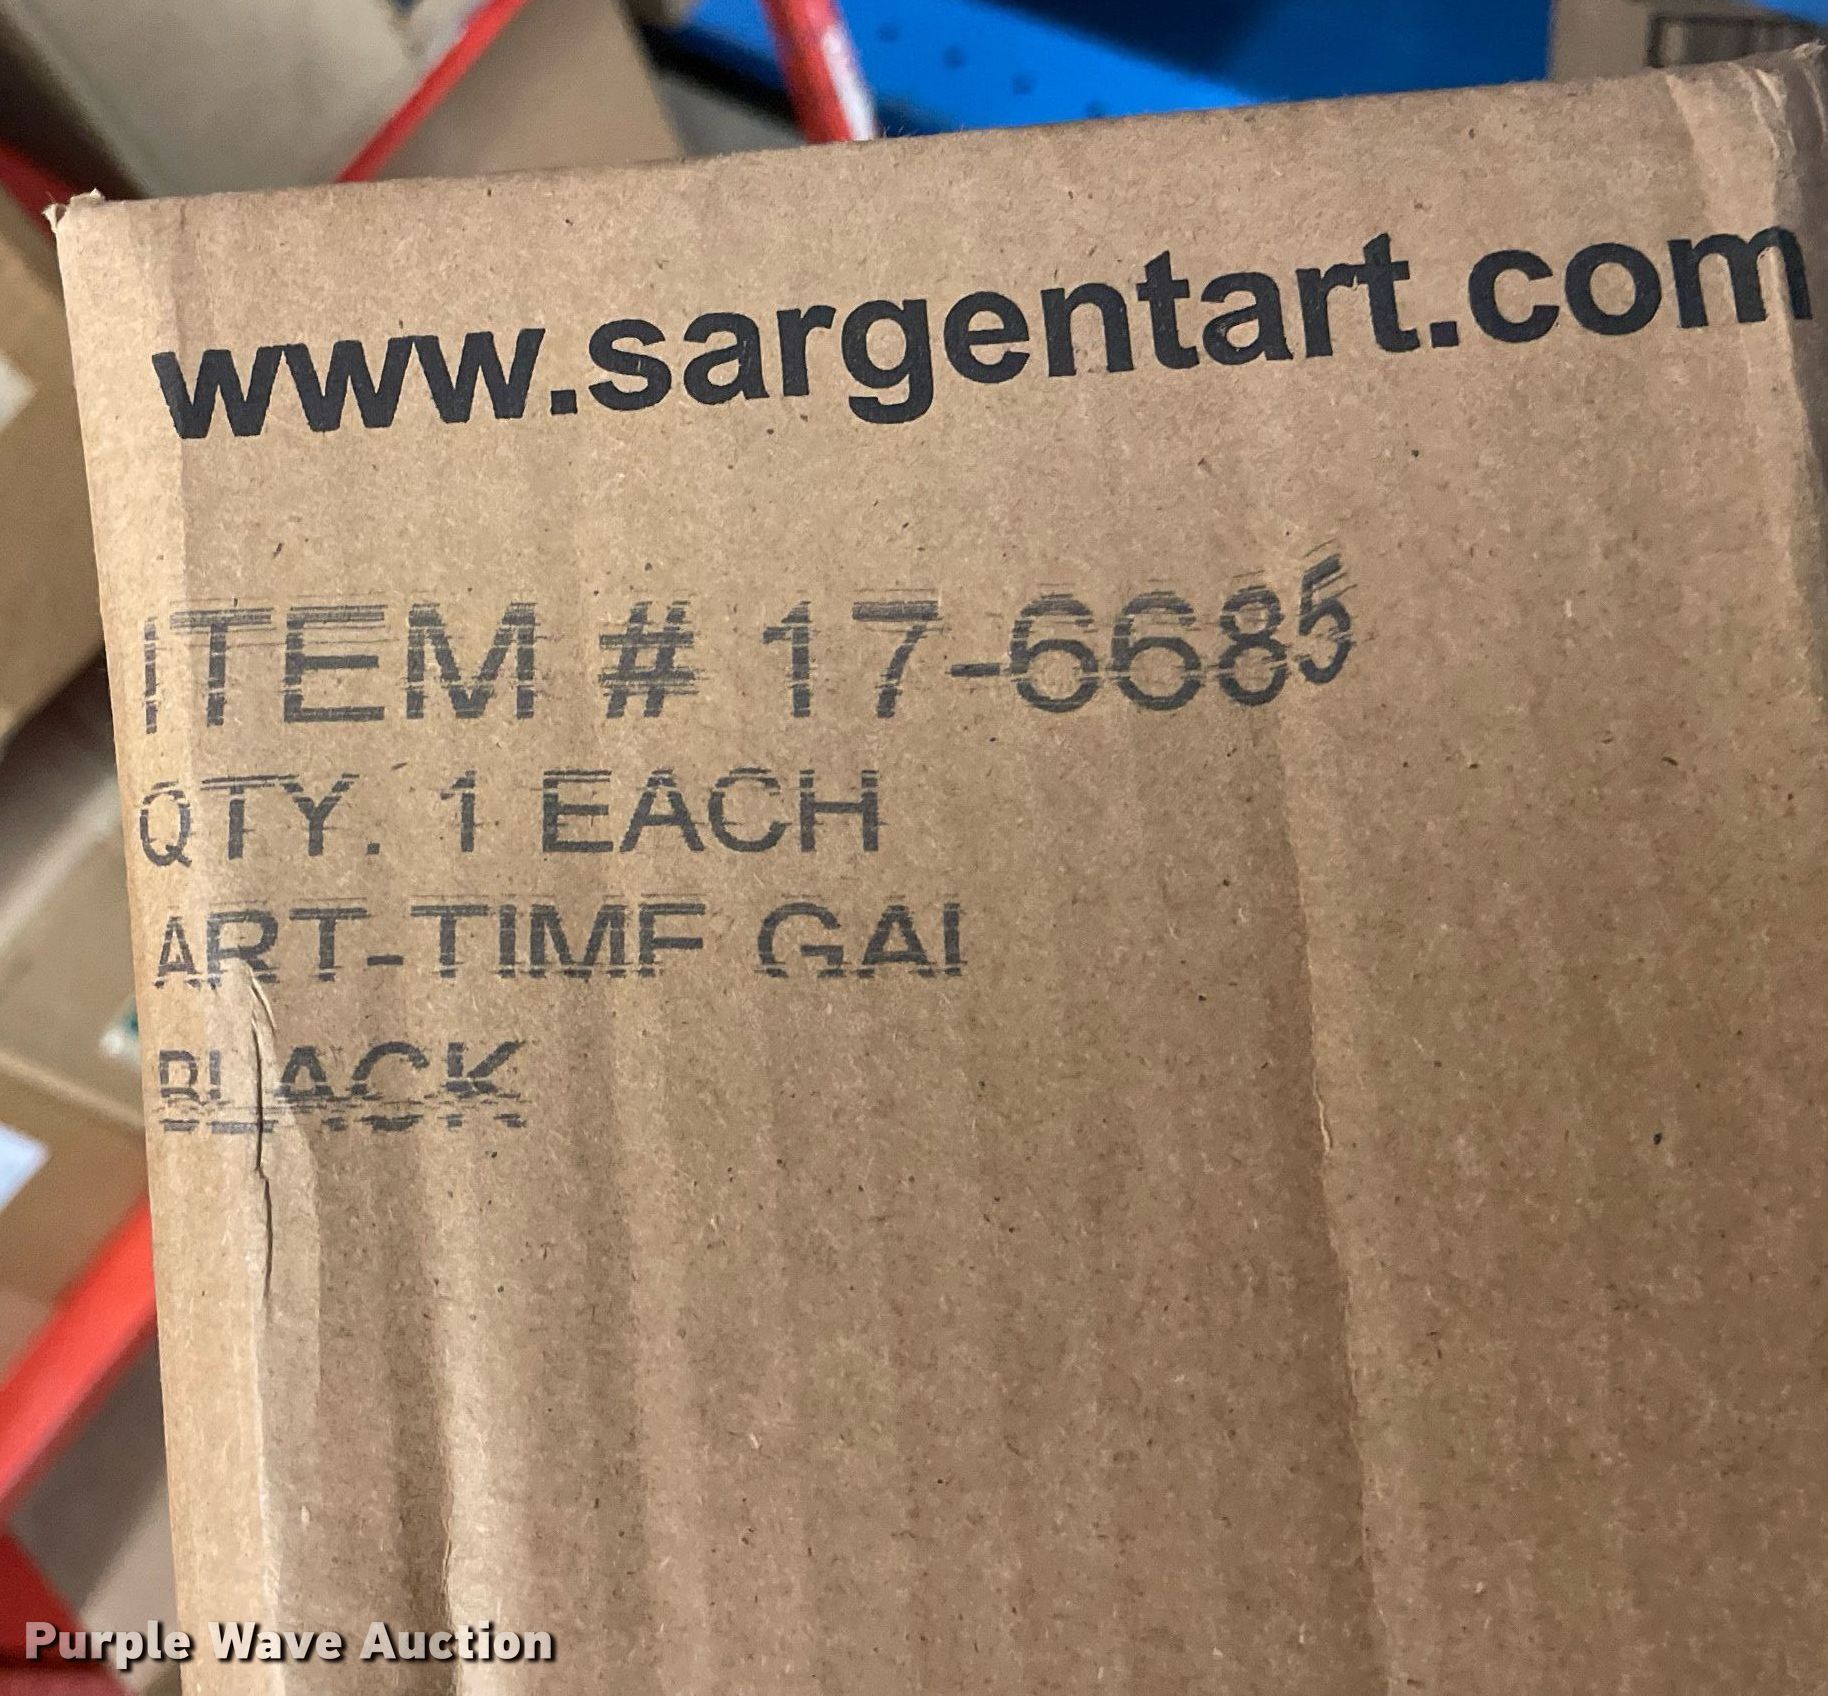 www.sargentart.com
ITEM # 17-6685
QTY. 1 EACH
ART-TIME GAL
BLACK
Purple Wave Auction